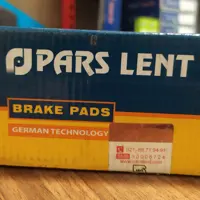 PARS LENT
BRAKE PADS
GERMAN TECHNOLOGY